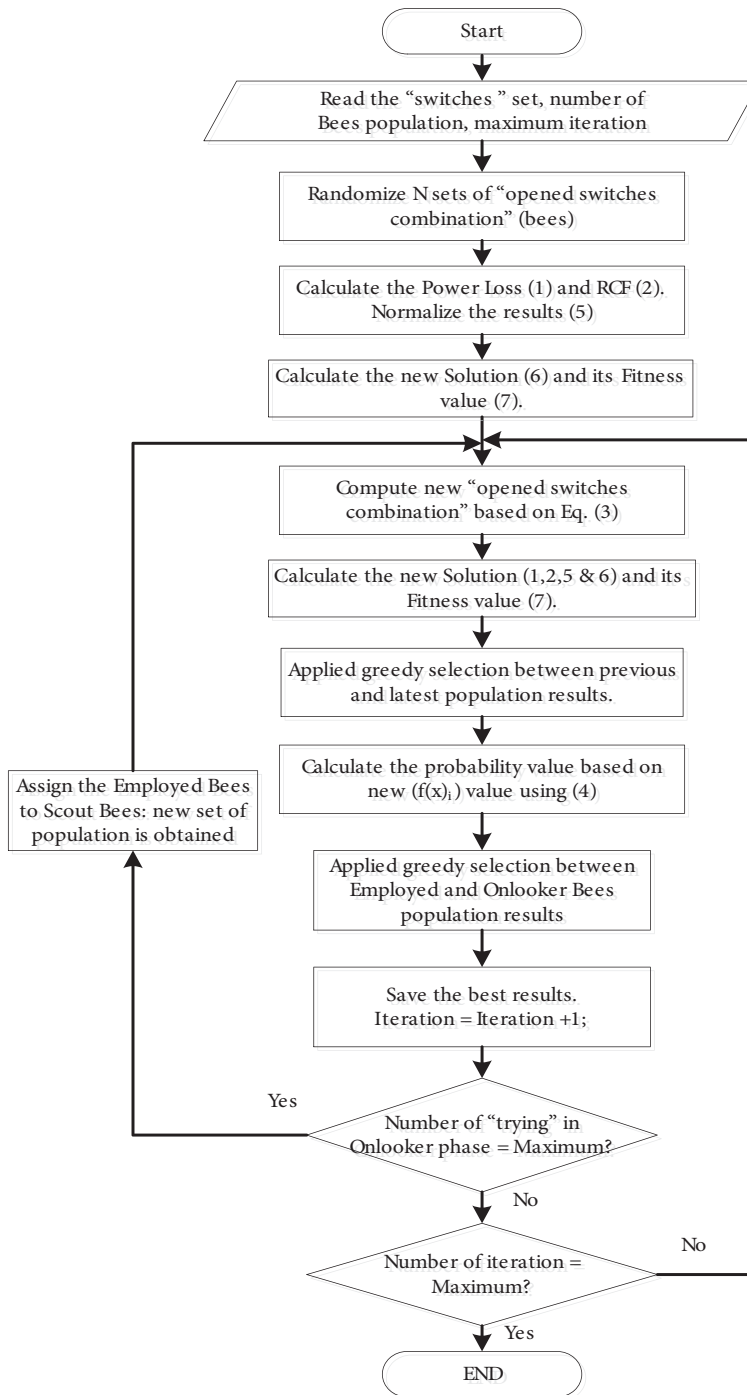 Start
Read the “switches ” set, number of
Bees population, maximum iteration
Randomize N sets of “opened switches
combination” (bees)
Calculate the Power Loss (1) and RCF (2).
Normalize the results (5)
Calculate the new Solution (6) and its Fitness
value (7).
Compute new “opened switches
combination” based on Eq. (3)
Calculate the new Solution (1,2,5 & 6) and its
Fitness value (7).
Applied greedy selection between previous
and latest population results.
Calculate the probability value based on
new (f(x)ᵢ) value using (4)
Assign the Employed Bees
to Scout Bees: new set of
population is obtained
Applied greedy selection between
Employed and Onlooker Bees
population results
Save the best results.
Iteration = Iteration +1;
Yes
Number of “trying” in
Onlooker phase = Maximum?
No
Number of iteration =
Maximum?
No
Yes
END